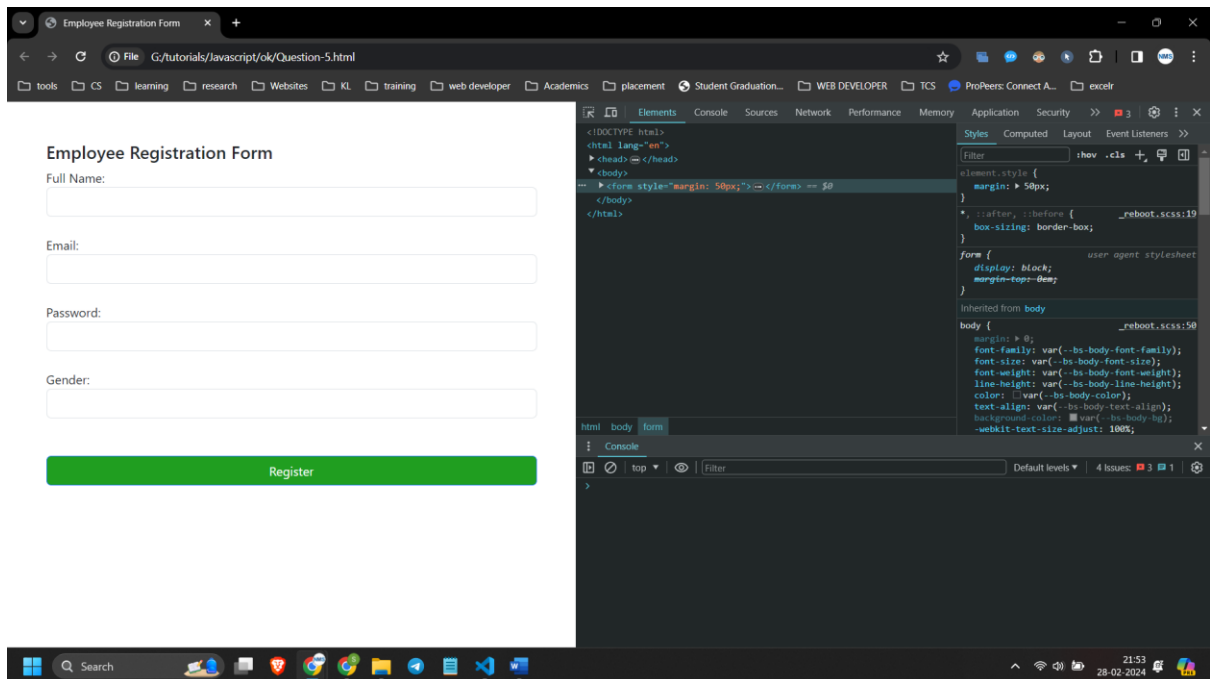 Employee Registration Form
File G:/tutorials/Javascript/ok/Question-5.html
NMS
tools CS learning research Websites KL training web developer Academics placement Student Graduation... WEB DEVELOPER TCS ProPeers: Connect A... excelr
Employee Registration Form
Full Name:
Email:
Password:
Gender:
Register
Elements Console Sources Network Performance Memory Application Security 3
<!DOCTYPE html>
<html lang="en">
<head> </head>
<body>
<form style="margin: 50px;"> </form> == $0
</body>
</html>
html body form
Styles Computed Layout Event Listeners
Filter :hov .cls
element.style {
margin: 50px;
}
*, ::after, ::before { _reboot.scss:19
box-sizing: border-box;
}
form { user agent stylesheet
display: block;
margin-top: 0em;
}
Inherited from body
body { _reboot.scss:50
margin: 0;
font-family: var(--bs-body-font-family);
font-size: var(--bs-body-font-size);
font-weight: var(--bs-body-font-weight);
line-height: var(--bs-body-line-height);
color: var(--bs-body-color);
text-align: var(--bs-body-text-align);
background-color: var(--bs-body-bg);
-webkit-text-size-adjust: 100%;
Console
top Filter Default levels 4 Issues: 3 1
Search
21:53
28-02-2024